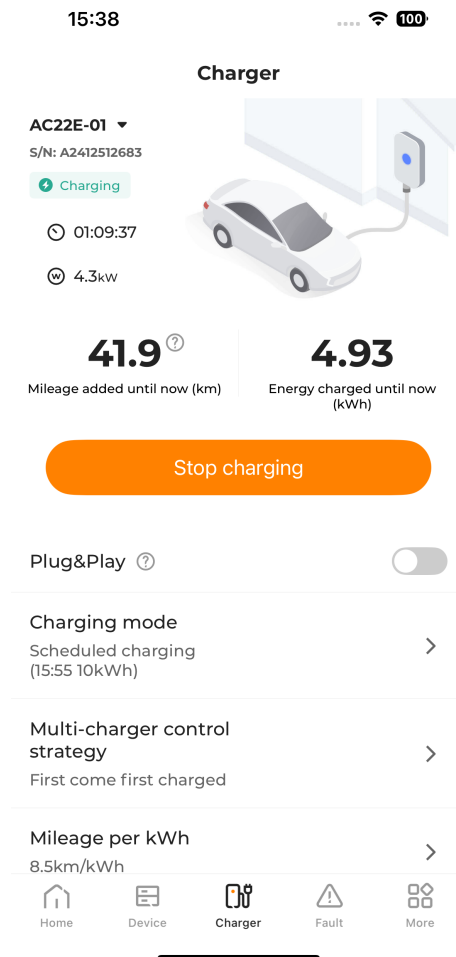 15:38
100
Charger
AC22E-01
S/N: A2412512683
Charging
01:09:37
W
4.3kW
41.9 ?
4.93
Mileage added until now (km)
Energy charged until now
(kWh)
Stop charging
Plug&Play ?
Charging mode
Scheduled charging
(15:55 10kWh)
Multi-charger control
strategy
First come first charged
Mileage per kWh
8.5km/kWh
Home
Device
Charger
Fault
More